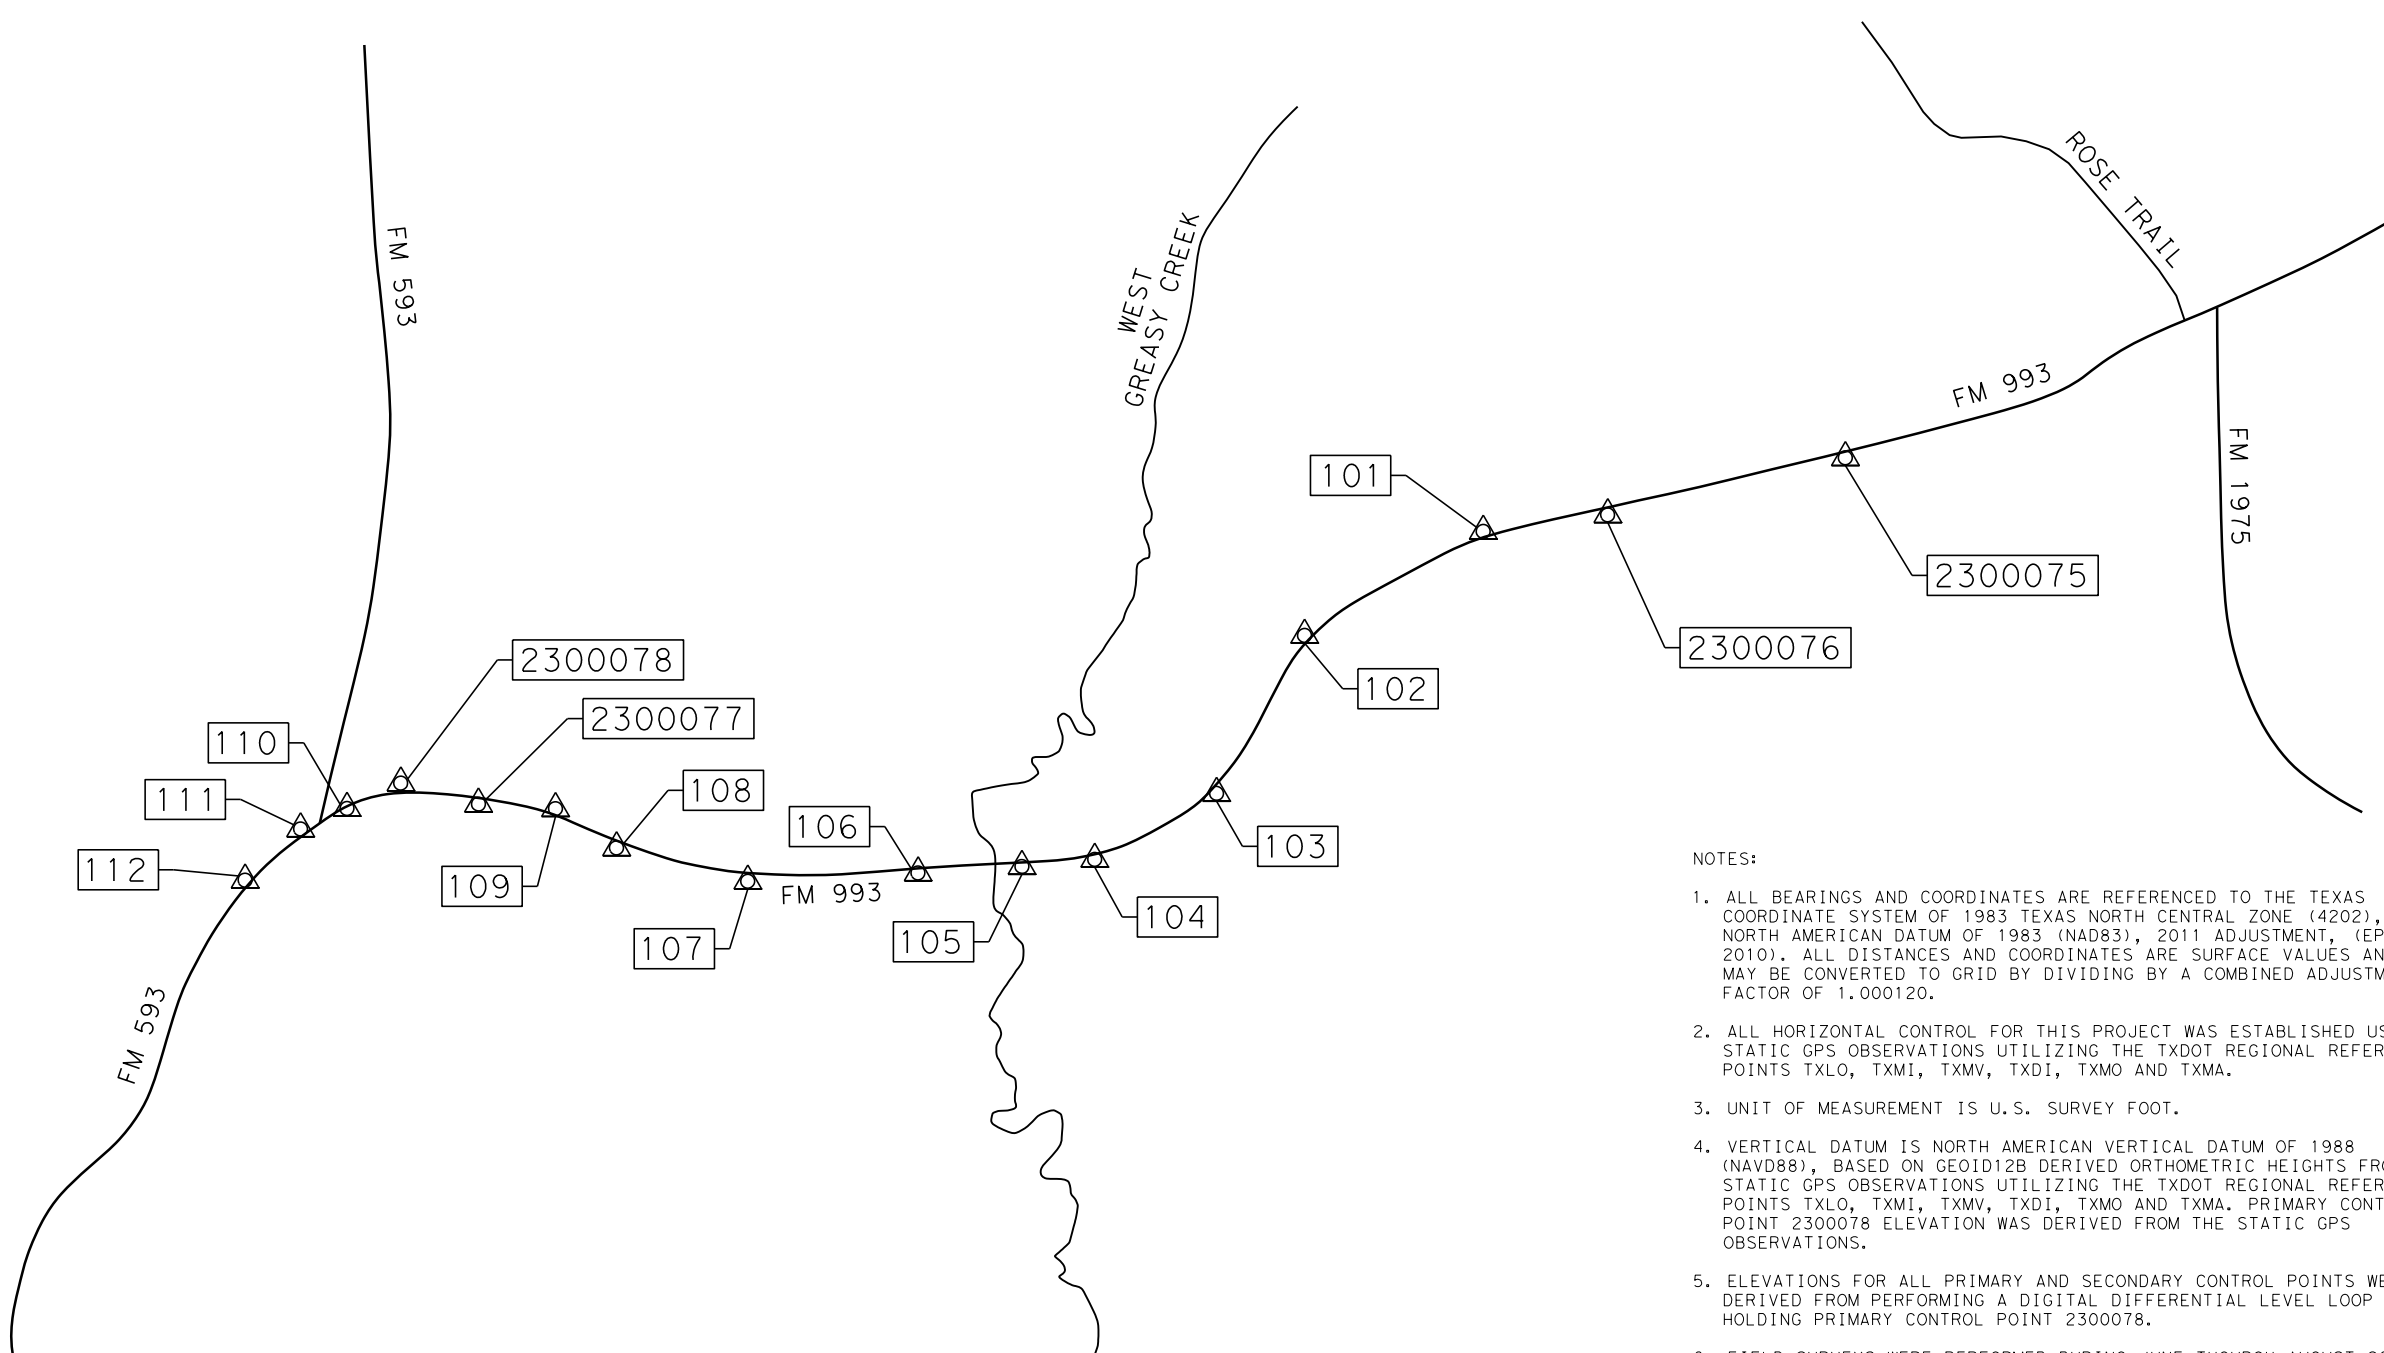 ROSE TRAIL
FM 593
WEST
GREASY CREEK
FM 993
FM 1975
101
2300075
2300076
2300078
102
2300077
110
111
108
106
103
112
109
FM 993
104
105
107
FM 593
NOTES:
1. ALL BEARINGS AND COORDINATES ARE REFERENCED TO THE TEXAS
COORDINATE SYSTEM OF 1983 TEXAS NORTH CENTRAL ZONE (4202),
NORTH AMERICAN DATUM OF 1983 (NAD83), 2011 ADJUSTMENT,
2010). ALL DISTANCES AND COORDINATES ARE SURFACE VALUES
MAY BE CONVERTED TO GRID BY DIVIDING BY A COMBINED
FACTOR OF 1.000120.
2. ALL HORIZONTAL CONTROL FOR THIS PROJECT WAS ESTABLISHED
STATIC GPS OBSERVATIONS UTILIZING THE TXDOT REGIONAL
POINTS TXLO, TXMI, TXMV, TXDI, TXMO AND TXMA.
3. UNIT OF MEASUREMENT IS U.S. SURVEY FOOT.
4. VERTICAL DATUM IS NORTH AMERICAN VERTICAL DATUM OF 1988
(NAVD88), BASED ON GEOID12B DERIVED ORTHOMETRIC HEIGHTS
STATIC GPS OBSERVATIONS UTILIZING THE TXDOT REGIONAL
POINTS TXLO, TXMI, TXMV, TXDI, TXMO AND TXMA. PRIMARY
POINT 2300078 ELEVATION WAS DERIVED FROM THE STATIC GPS
OBSERVATIONS.
5. ELEVATIONS FOR ALL PRIMARY AND SECONDARY CONTROL POINTS
DERIVED FROM PERFORMING A DIGITAL DIFFERENTIAL LEVEL LOOP
HOLDING PRIMARY CONTROL POINT 2300078.